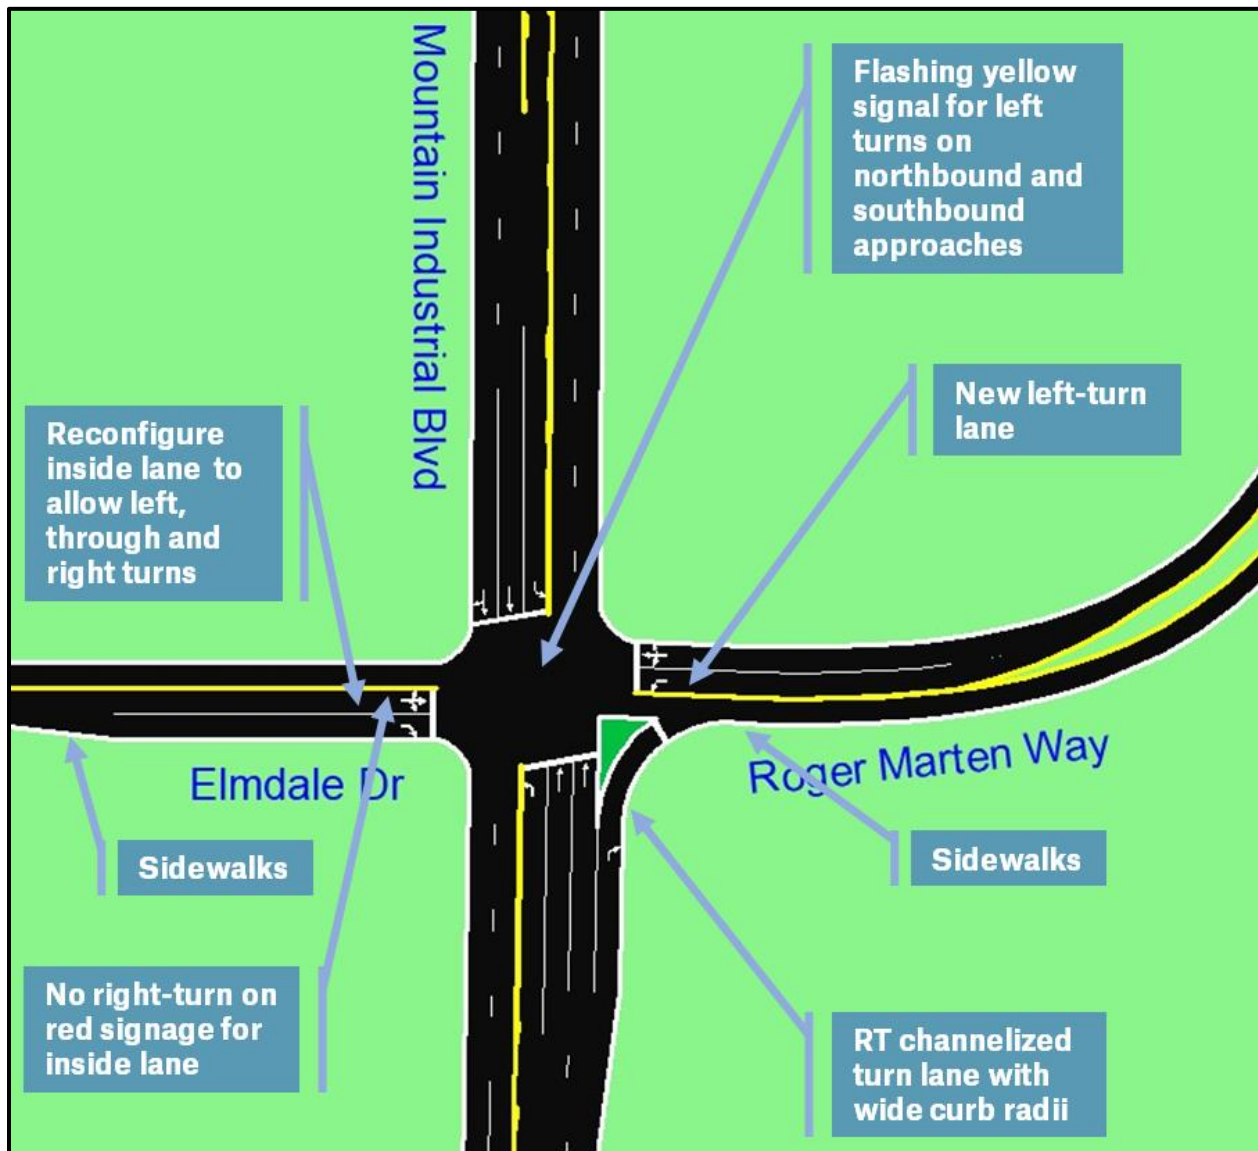 Mountain Industrial Blvd
Flashing yellow
signal for left
turns on
northbound and
southbound
approaches
New left-turn
lane
Reconfigure
inside lane to
allow left,
through and
right turns
Elmdale Dr
Roger Marten Way
Sidewalks
Sidewalks
No right-turn on
red signage for
inside lane
RT channelized
turn lane with
wide curb radii